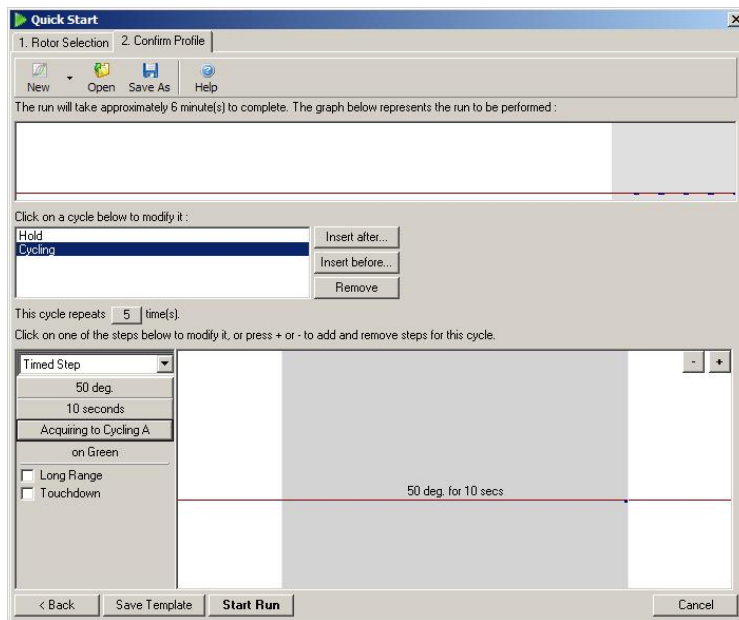 Quick Start
1. Rotor Selection 2. Confirm Profile
New Open Save As Help
The run will take approximately 6 minute(s) to complete. The graph below represents the run to be performed :
Click on a cycle below to modify it :
Hold
Cycling
Insert after...
Insert before...
Remove
This cycle repeats 5 time(s).
Click on one of the steps below to modify it, or press + or - to add and remove steps for this cycle.
Timed Step
- +
50 deg.
10 seconds
Acquiring to Cycling A
on Green
Long Range
Touchdown
50 deg. for 10 secs
< Back Save Template Start Run Cancel